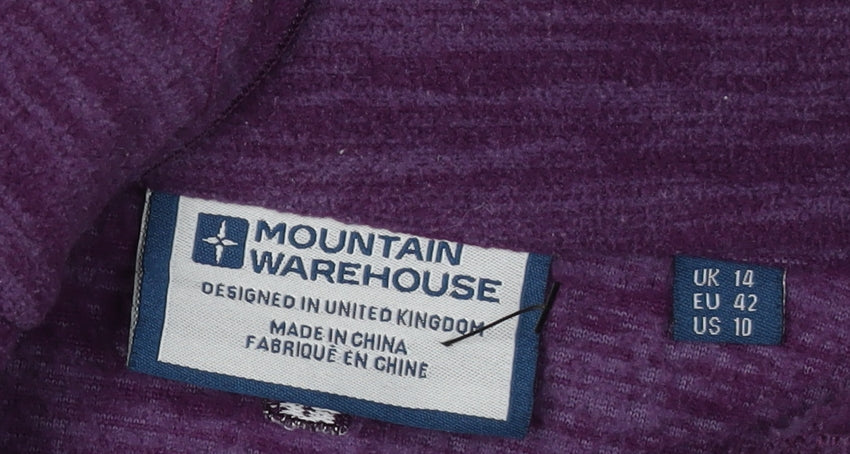 MOUNTAIN
WAREHOUSE
DESIGNED IN UNITED KINGDOM
MADE IN CHINA
FABRIQUÉ EN CHINE
UK 14
EU 42
US 10